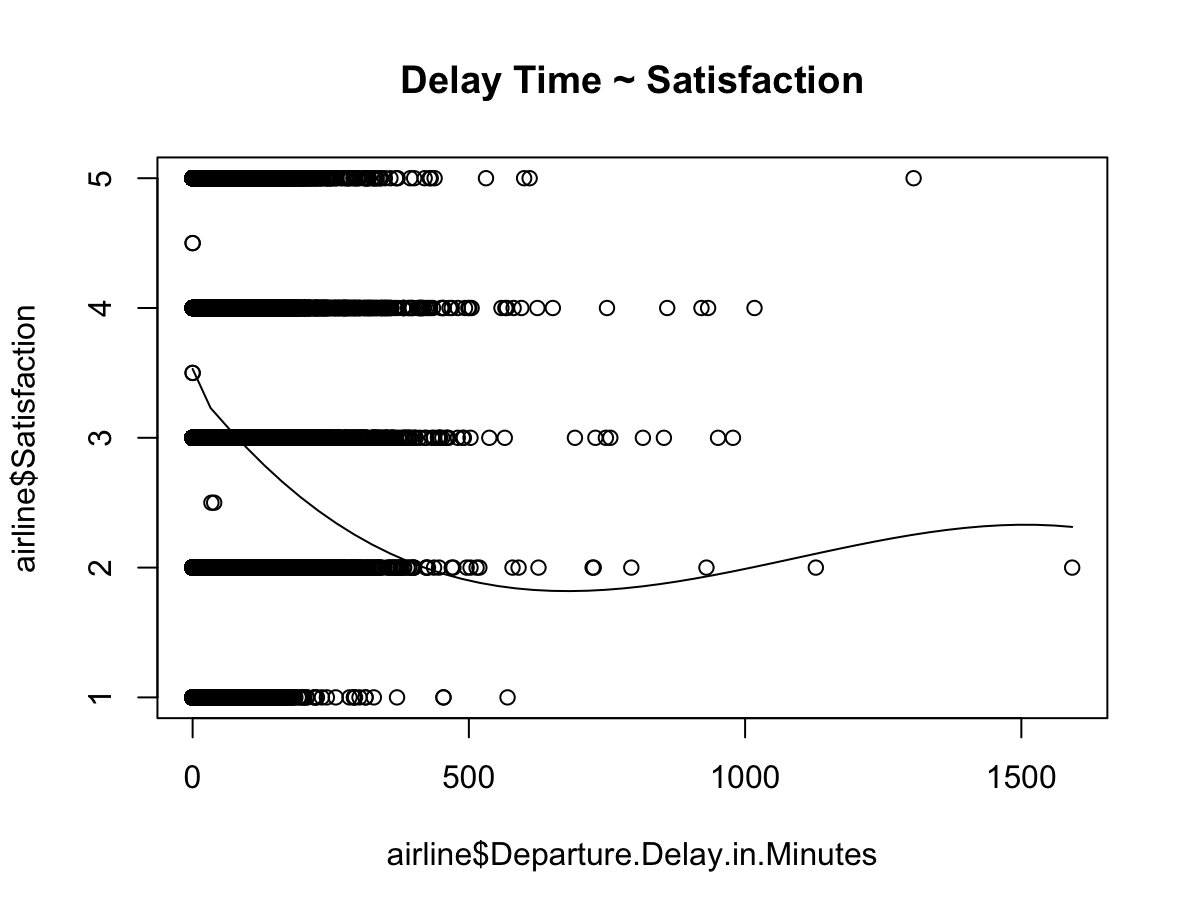 Delay Time ~ Satisfaction
airline$Satisfaction
5
4
3
2
1
0 500 1000 1500
airline$Departure.Delay.in.Minutes